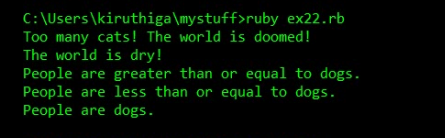 C:\Users\kiruthiga\mystuff>ruby ex22.rb
Too many cats! The world is doomed!
The world is dry!
People are greater than or equal to dogs.
People are less than or equal to dogs.
People are dogs.